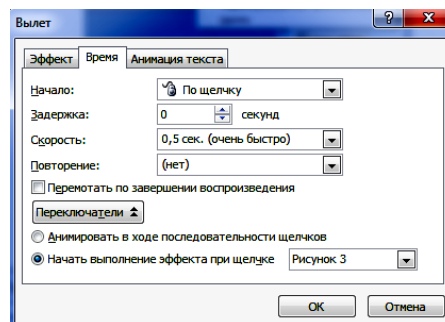 Вылет
Эффект Время Анимация текста
Начало: По щелчку
Задержка: 0 секунд
Скорость: 0,5 сек. (очень быстро)
Повторение: (нет)
Перемотать по завершении воспроизведения
Переключатели
Анимировать в ходе последовательности щелчков
Начать выполнение эффекта при щелчке Рисунок 3
ОК Отмена